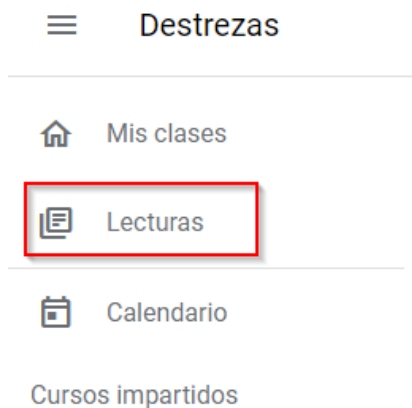 Destrezas
Mis clases
Lecturas
Calendario
Cursos impartidos